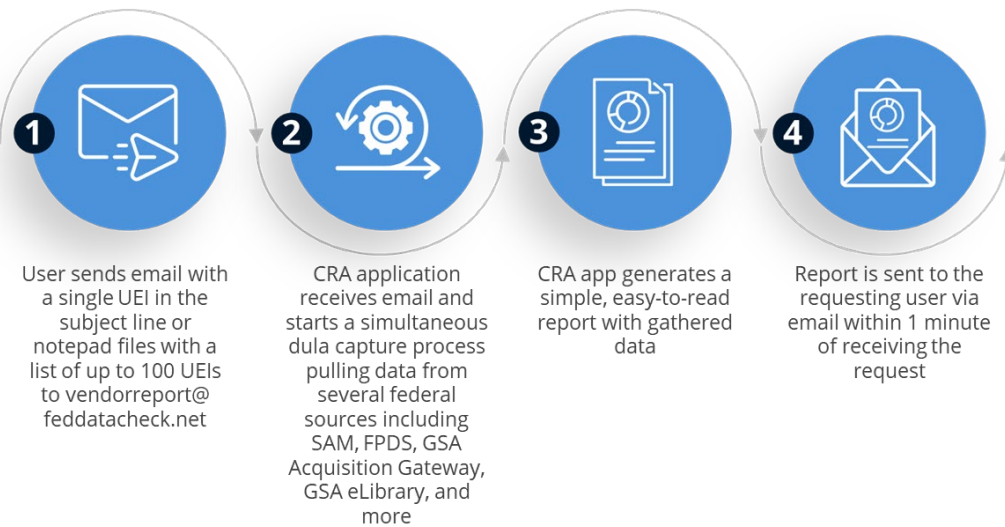 1
User sends email with
a single UEI in the
subject line or
notepad files with a
list of up to 100 UEIs
to vendorreport@
feddatacheck.net
2
CRA application
receives email and
starts a simultaneous
dula capture process
pulling data from
several federal
sources including
SAM, FPDS, GSA
Acquisition Gateway,
GSA eLibrary, and
more
3
CRA app generates a
simple, easy-to-read
report with gathered
data
4
Report is sent to the
requesting user via
email within 1 minute
of receiving the
request